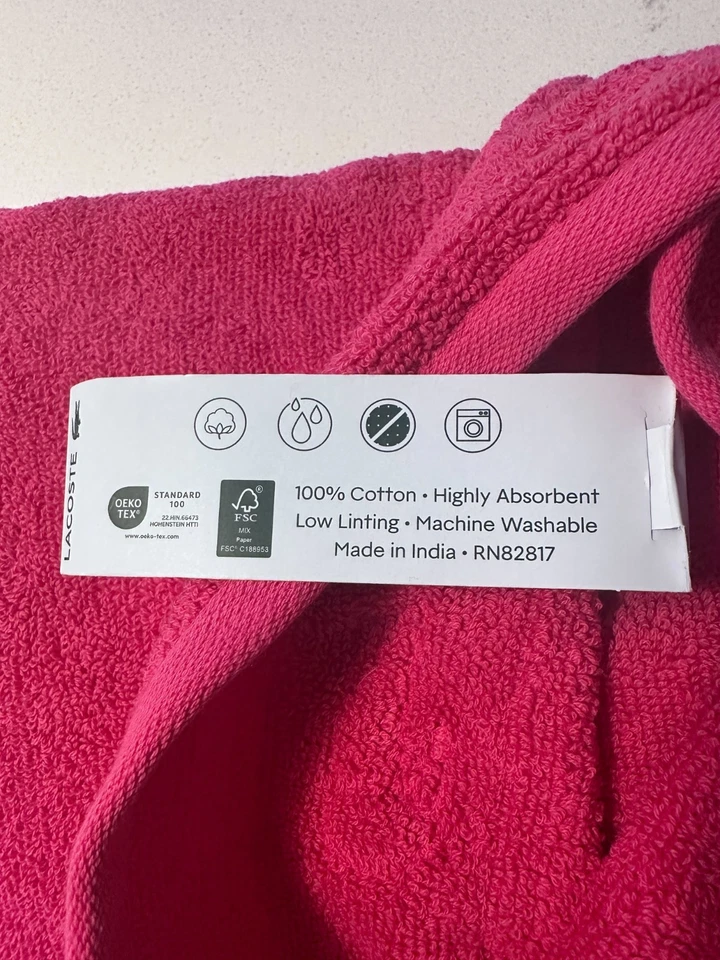 LACOSTE
OEKO
TEX®
STANDARD
100
22.HIN.66473
HOHENSTEIN HTTI
www.oeko-tex.com
®
FSC
MIX
Paper
FSC® C188953
100% Cotton • Highly Absorbent
Low Linting • Machine Washable
Made in India • RN82817